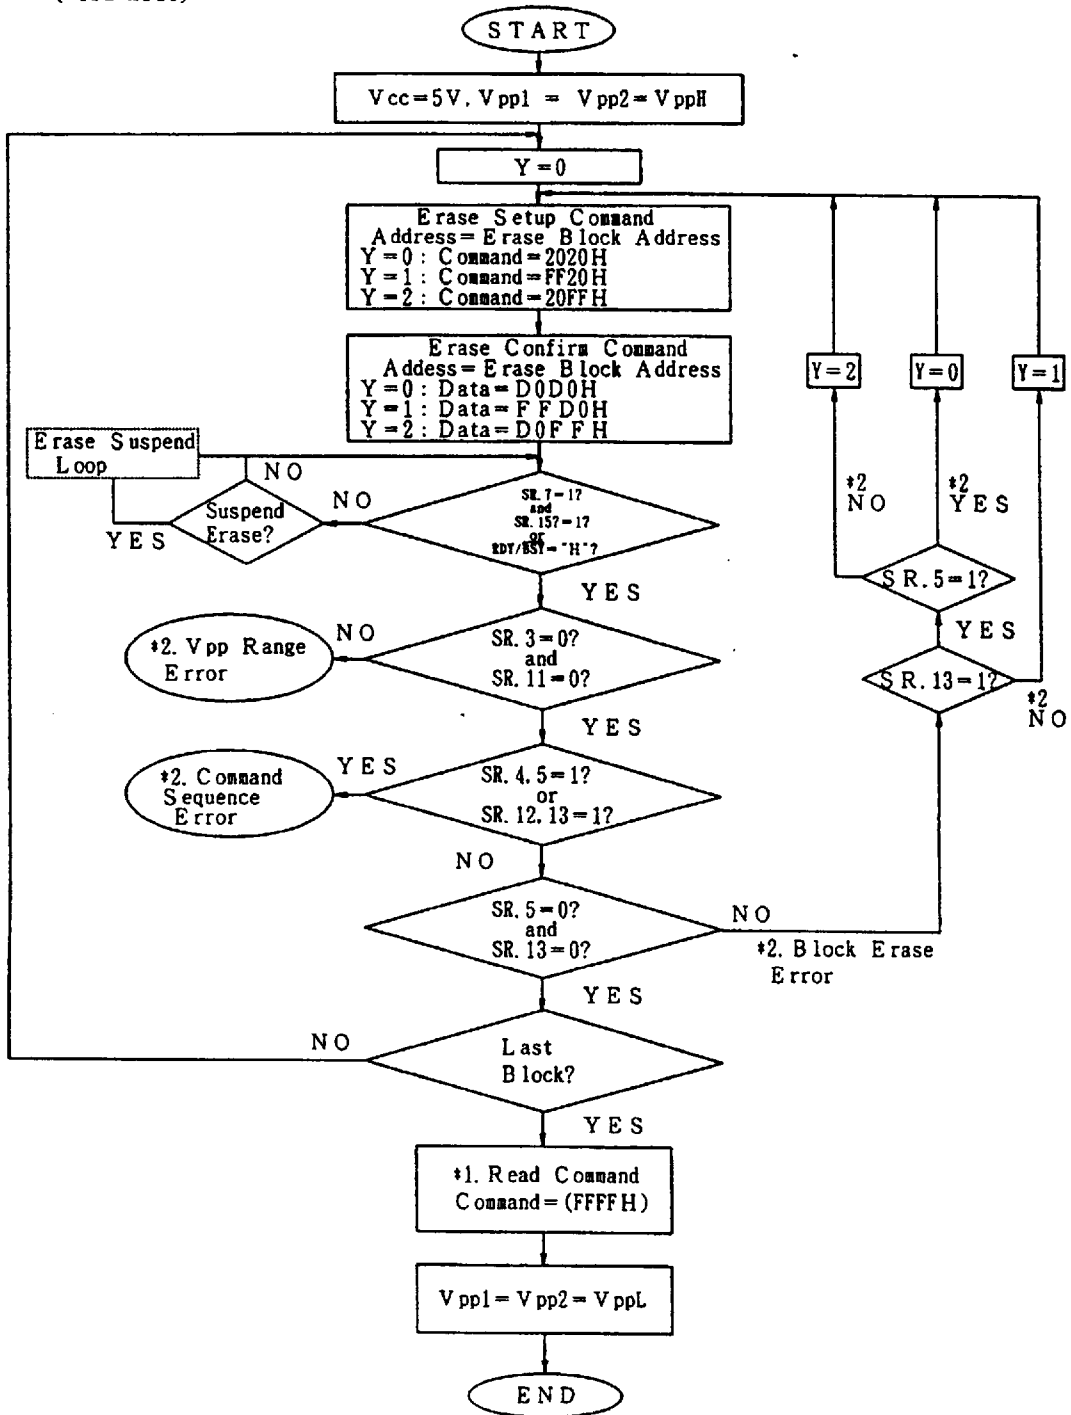 START
Vcc=5V, Vpp1 = Vpp2=VppH
Y=0
Erase Setup Command
Address=Erase Block Address
Y=0: Command=2020H
Y=1: Command=FF20H
Y=2: Command=20FFH
Erase Confirm Command
Addess=Erase Block Address
Y=0: Data=D0D0H
Y=1: Data=FFD0H
Y=2: Data=D0FFH
Y=2
Y=0
Y=1
Erase Suspend
Loop
NO
NO
Suspend
Erase?
YES
SR.7=1?
and
SR.15?=1?
or
RDY/BSY="H"?
*2
NO
*2
YES
SR.5=1?
YES
YES
*2. Vpp Range
Error
NO
SR.3=0?
and
SR.11=0?
SR.13=1?
*2
NO
YES
*2. Command
Sequence
Error
YES
SR.4,5=1?
or
SR.12,13=1?
NO
SR.5=0?
and
SR.13=0?
NO
*2. Block Erase
Error
YES
NO
Last
Block?
YES
*1. Read Command
Command=(FFFFH)
Vpp1=Vpp2=VppL
END